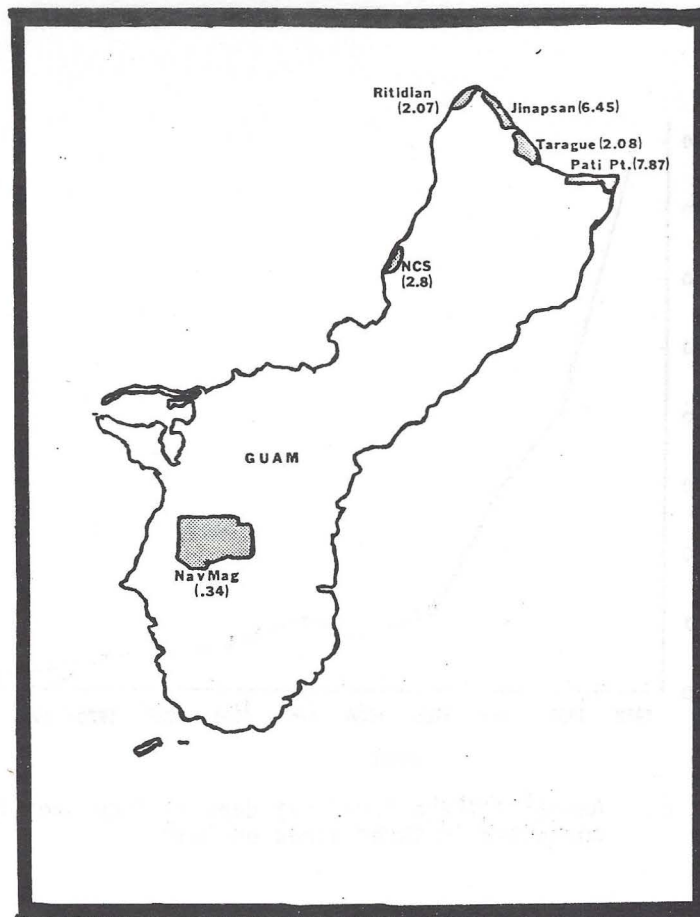 Ritidian
(2.07)
Jinapsan (6.45)
Tarague (2.08)
Pati Pt. (7.87)
NCS
(2.8)
GUAM
NavMag
(.34)